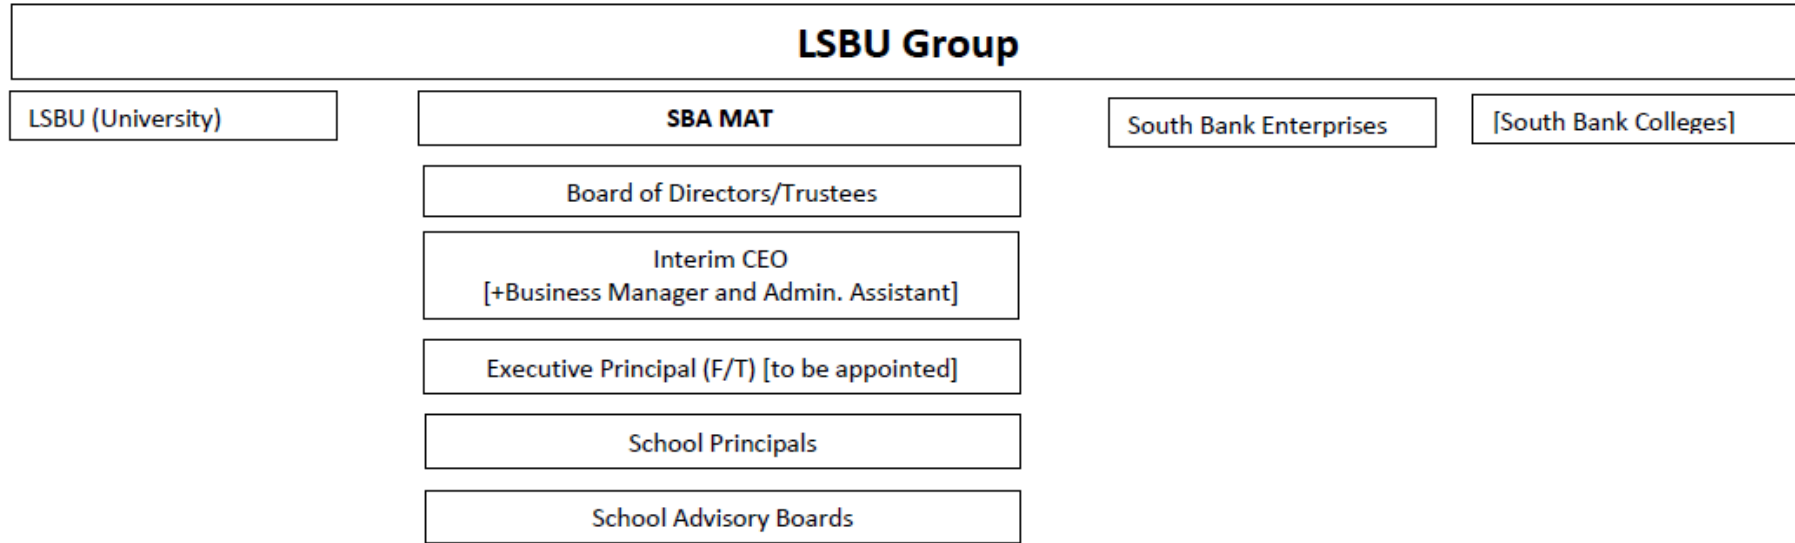 LSBU Group
LSBU (University)
SBA MAT
South Bank Enterprises
[South Bank Colleges]
Board of Directors/Trustees
Interim CEO
[+Business Manager and Admin. Assistant]
Executive Principal (F/T) [to be appointed]
School Principals
School Advisory Boards